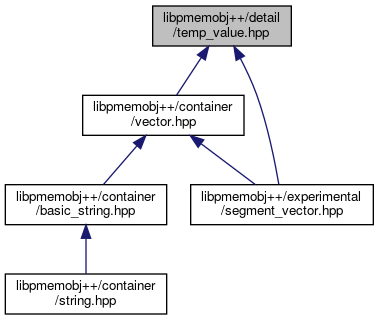 libpmemobj++/detail
/temp_value.hpp
libpmemobj++/container
/vector.hpp
libpmemobj++/container
/basic_string.hpp
libpmemobj++/experimental
/segment_vector.hpp
libpmemobj++/container
/string.hpp